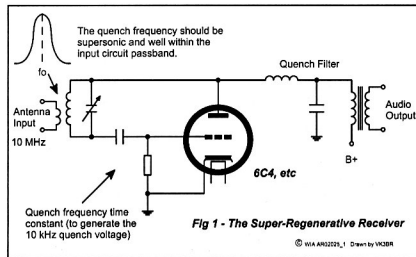 The quench frequency should be
supersonic and well within the
input circuit passband.
fo
Quench Filter
Antenna
Input
10 MHz
Audio
Output
B+
6C4, etc
Quench frequency time
constant (to generate the
10 kHz quench voltage)
Fig 1 - The Super-Regenerative Receiver
© WIA AR02025_1 Drawn by VK3BR